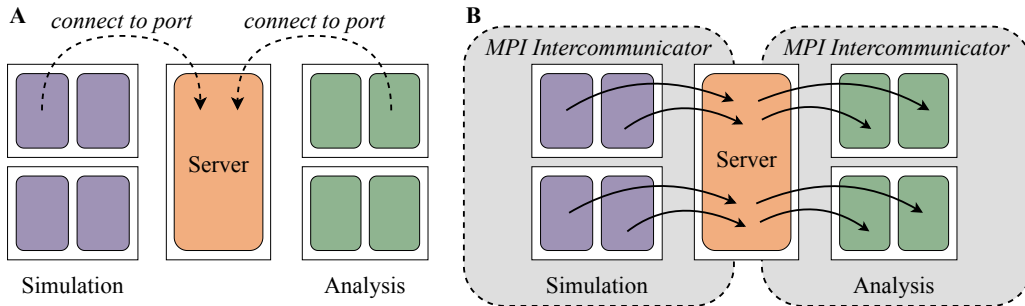 A
connect to port
connect to port
Server
Simulation
Analysis
B
MPI Intercommunicator
MPI Intercommunicator
Server
Simulation
Analysis